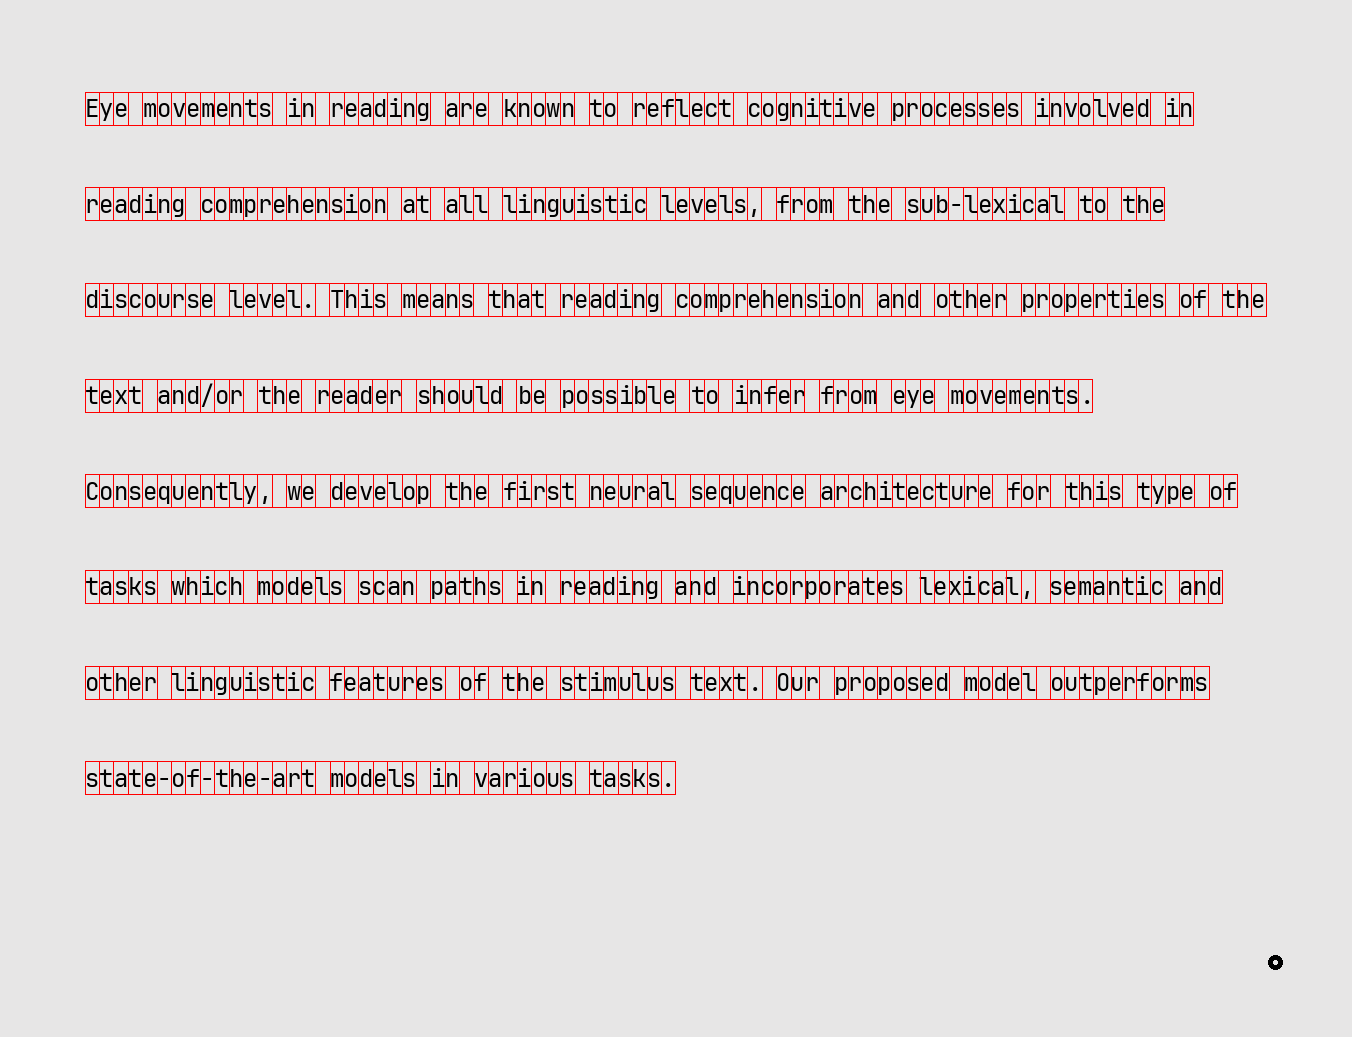 Eye movements in reading are known to reflect cognitive processes involved in
reading comprehension at all linguistic levels, from the sub-lexical to the
discourse level. This means that reading comprehension and other properties of the
text and/or the reader should be possible to infer from eye movements.
Consequently, we develop the first neural sequence architecture for this type of
tasks which models scan paths in reading and incorporates lexical, semantic and
other linguistic features of the stimulus text. Our proposed model outperforms
state-of-the-art models in various tasks.